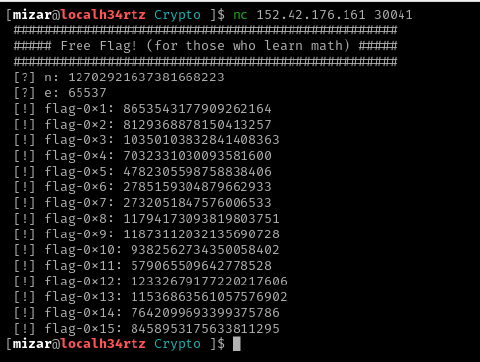 [mizar@localh34rtz Crypto ]$ nc 152.42.176.161 30041
##################################################
##### Free Flag! (for those who learn math) #####
##################################################
[?] n: 12702921637381668223
[?] e: 65537
[!] flag-0×1: 8653543177909262164
[!] flag-0×2: 8129368878150413257
[!] flag-0×3: 10350103832841408363
[!] flag-0×4: 7032331030093581600
[!] flag-0×5: 4782305598758838406
[!] flag-0×6: 2785159304879662933
[!] flag-0×7: 2732051847576006533
[!] flag-0×8: 11794173093819803751
[!] flag-0×9: 11873112032135690728
[!] flag-0×10: 9382562734350058402
[!] flag-0×11: 579065509642778528
[!] flag-0×12: 12332679177220217606
[!] flag-0×13: 11536863561057576902
[!] flag-0×14: 7642099693399375786
[!] flag-0×15: 8458953175633811295
[mizar@localh34rtz Crypto ]$